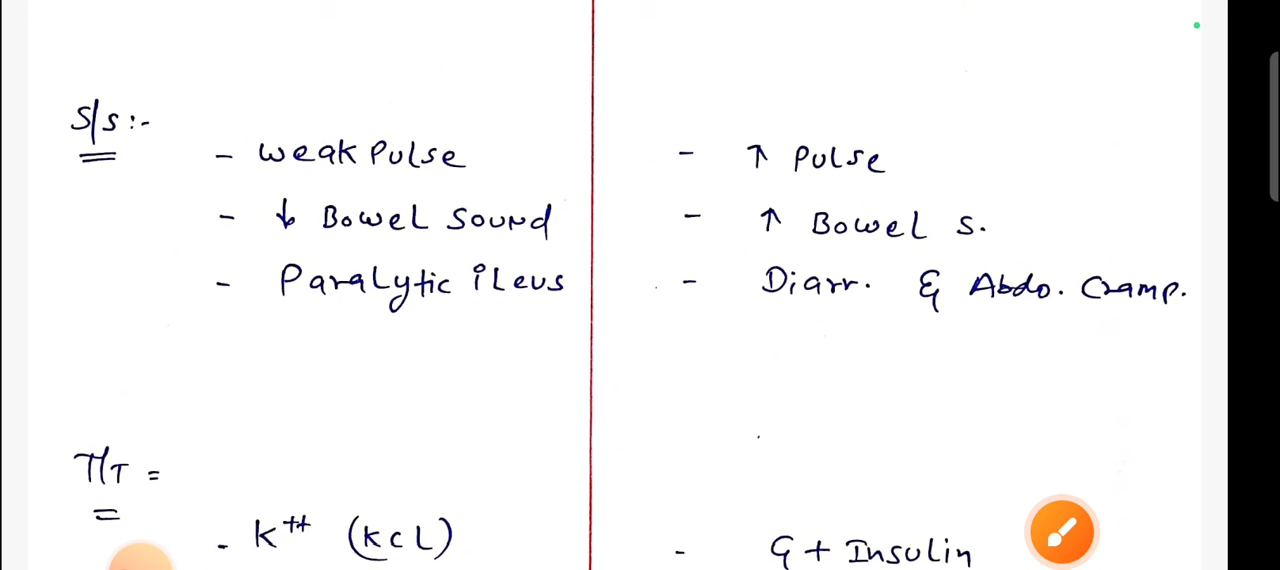 S/S :-
- Weak Pulse
- ↑ Pulse
- ↓ Bowel Sound
- ↑ Bowel S.
- Paralytic ileus
- Diarr. & Abdo. Cramp.
T/T =
- K++ (KCL)
- G + Insulin